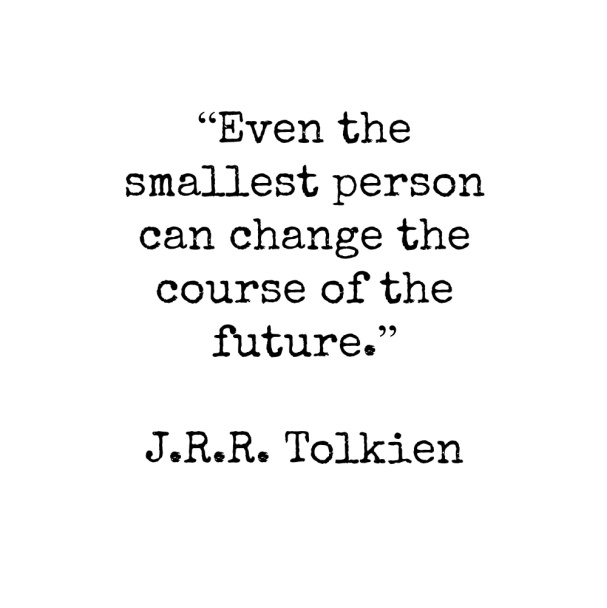 “Even the
smallest person
can change the
course of the
future.”
J.R.R. Tolkien